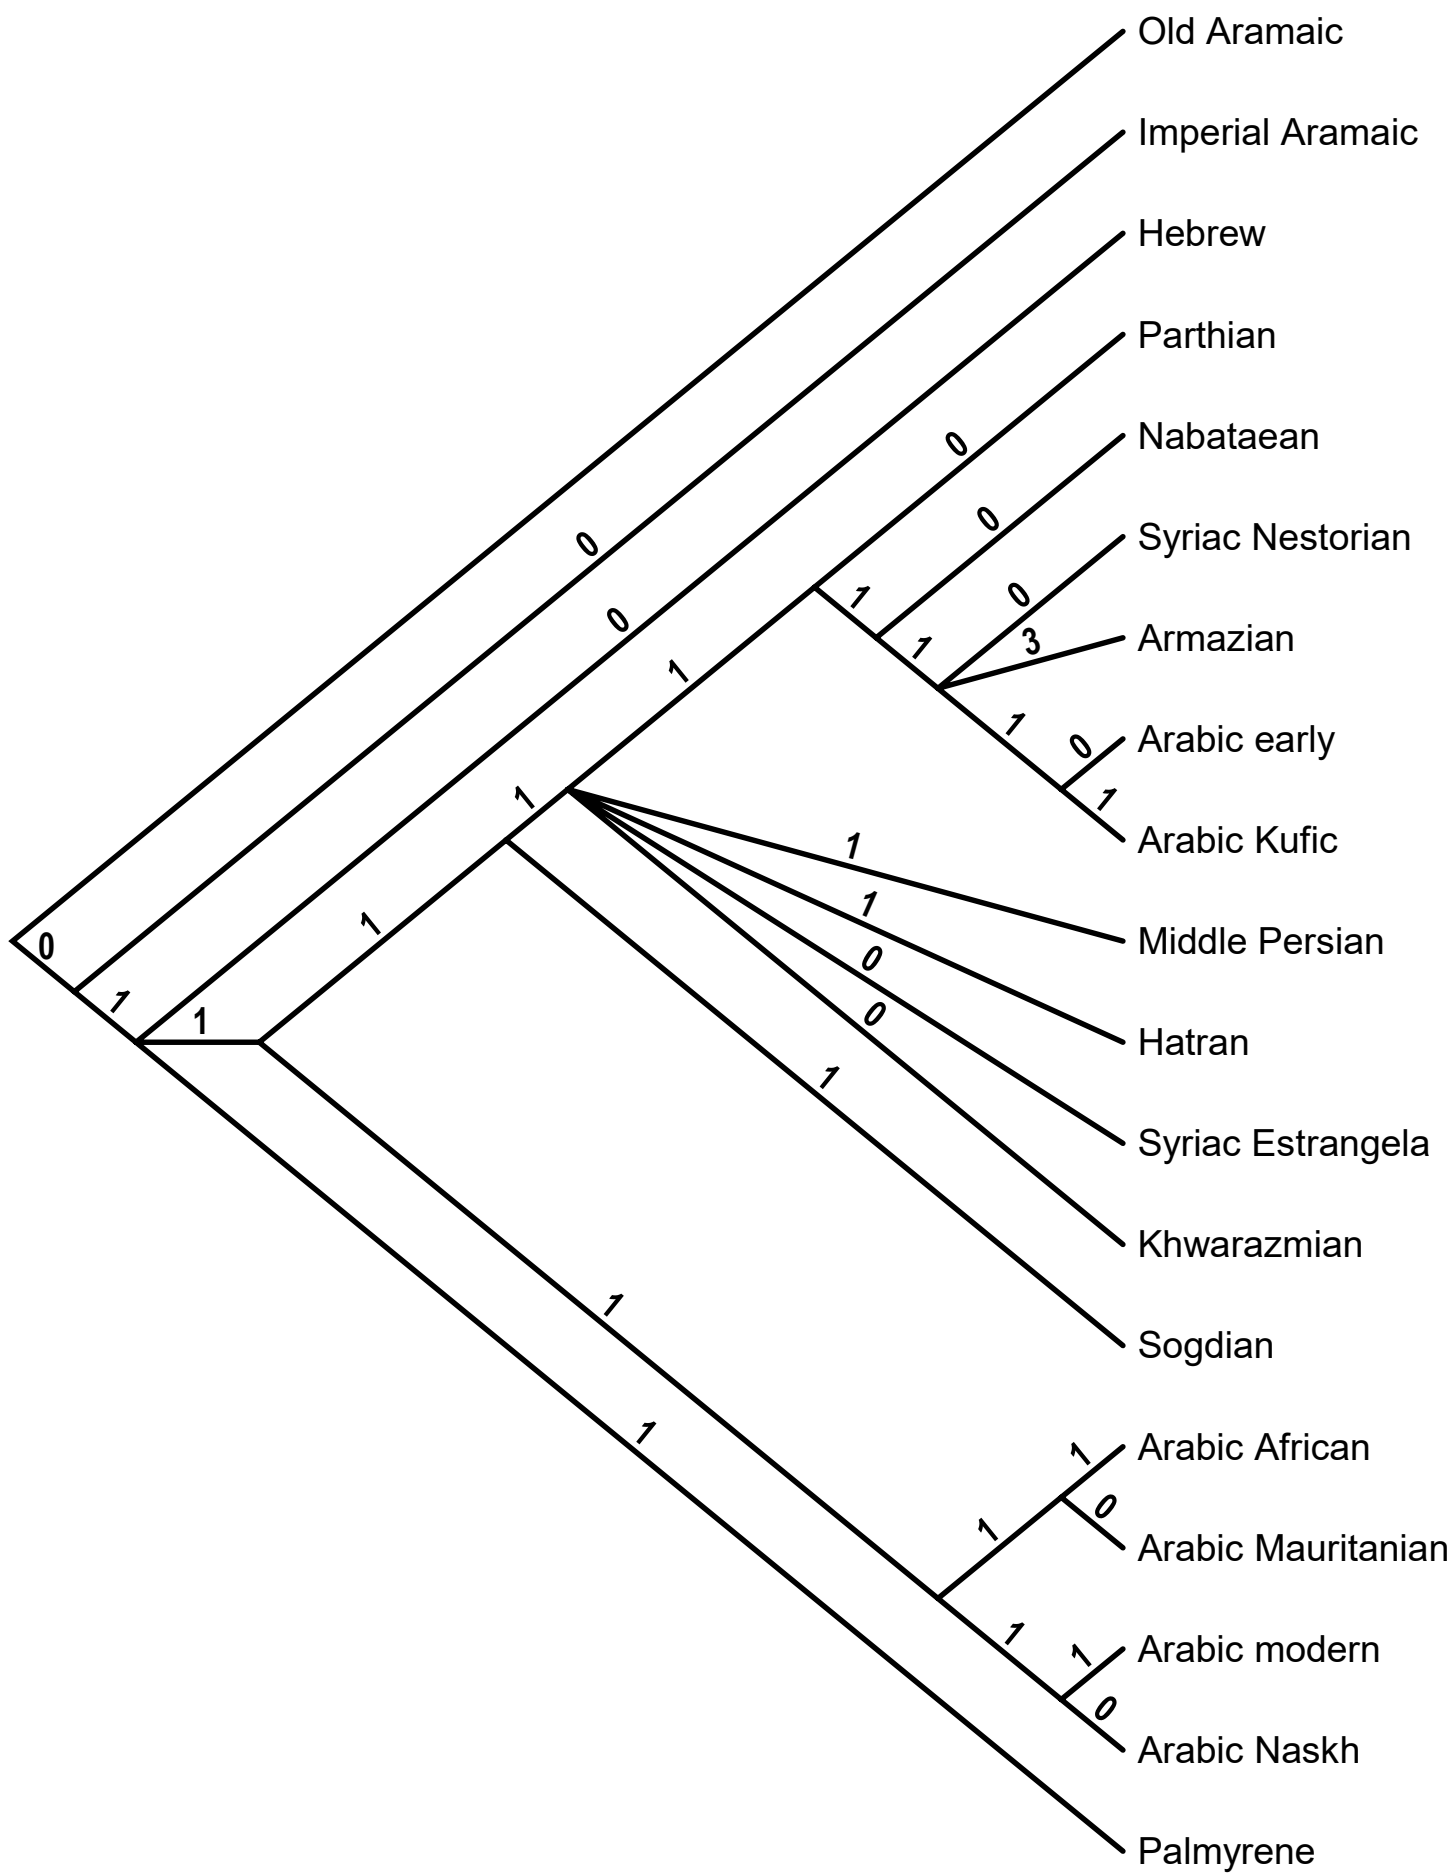 Old Aramaic
Imperial Aramaic
Hebrew
Parthian
0
Nabataean
0
Syriac Nestorian
0
0
1
0
Armazian
3
1
1
1
Arabic early
0
1
1
1
Arabic Kufic
1
1
1
Middle Persian
0
0
1
1
0
Hatran
1
Syriac Estrangela
Khwarazmian
1
Sogdian
1
1
Arabic African
0
1
Arabic Mauritanian
1
1
Arabic modern
0
Arabic Naskh
Palmyrene